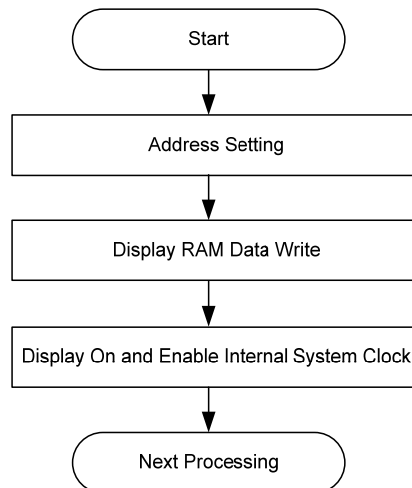 Start
Address Setting
Display RAM Data Write
Display On and Enable Internal System Clock
Next Processing